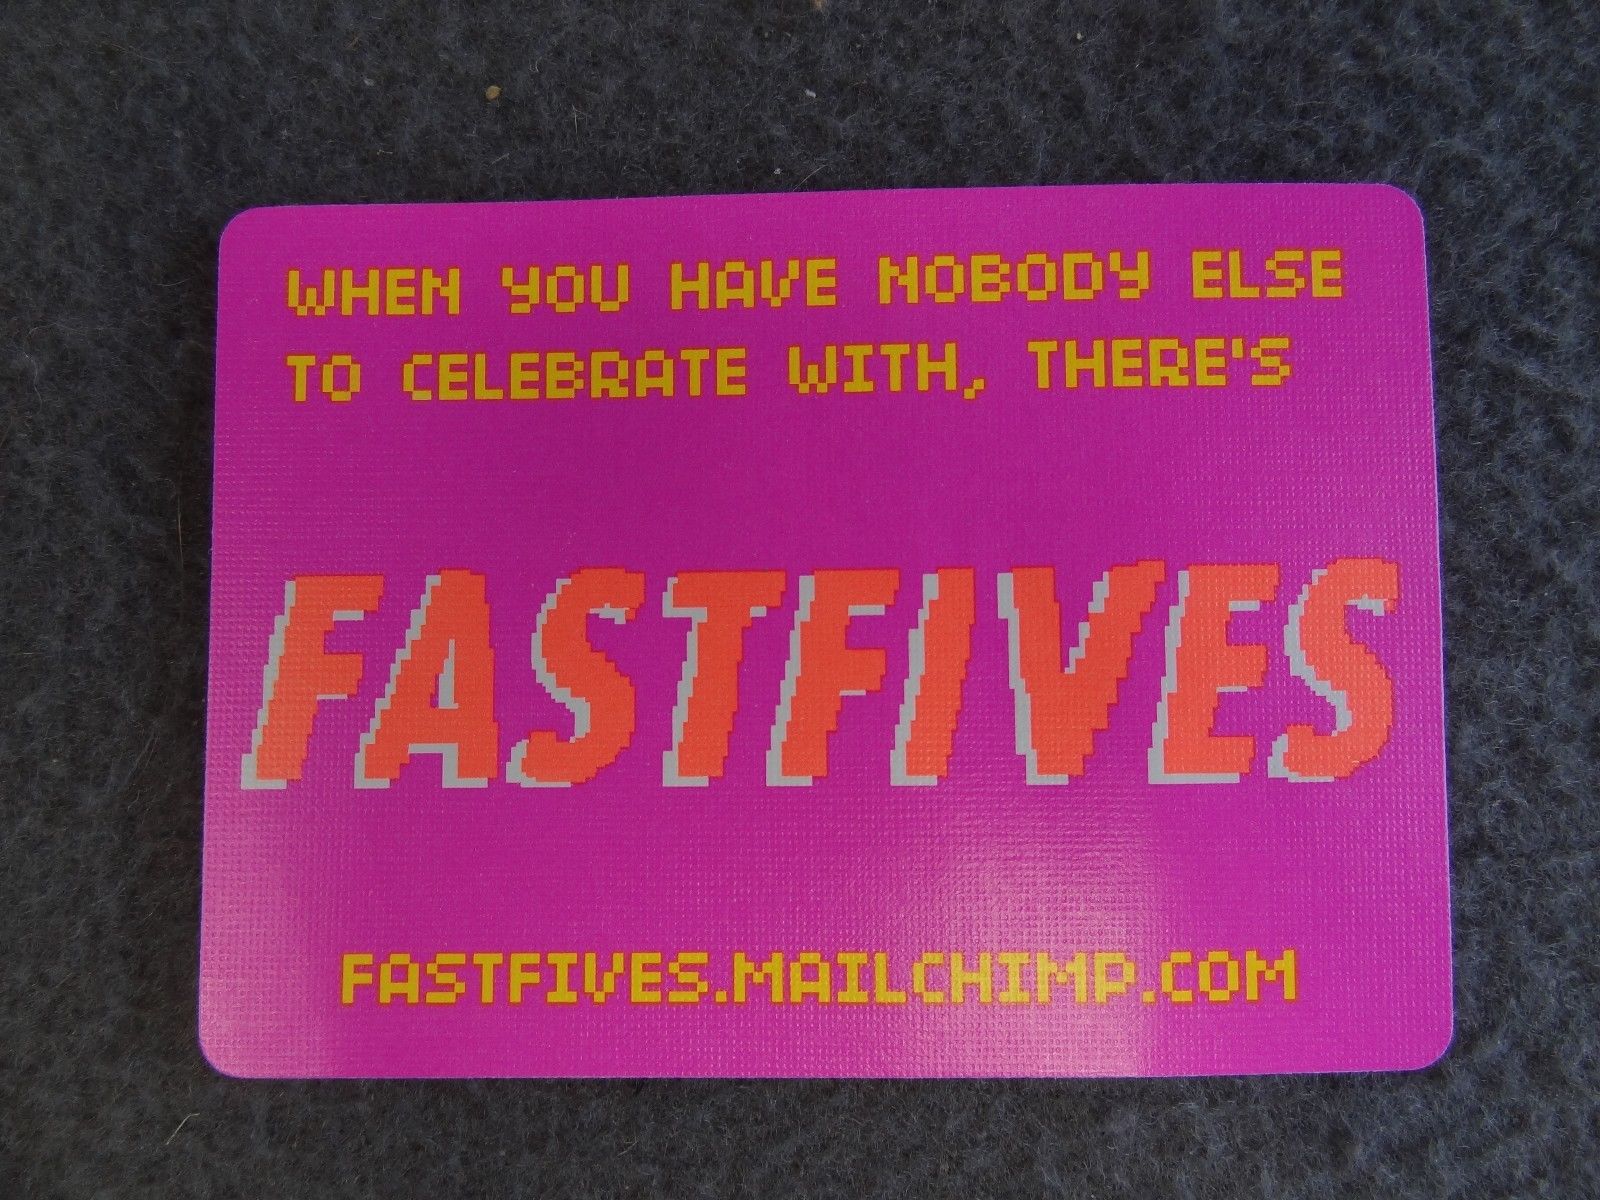 WHEN YOU HAVE NOBODY ELSE
TO CELEBRATE WITH, THERE'S
FASTFIVES
FASTFIVES.MAILCHIMP.COM